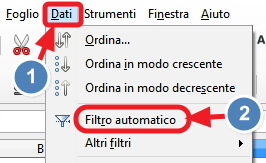 Foglio Dati Strumenti Finestra Aiuto
1
Ordina...
Ordina in modo crescente
Ordina in modo decrescente
Filtro automatico
2
Altri filtri
B